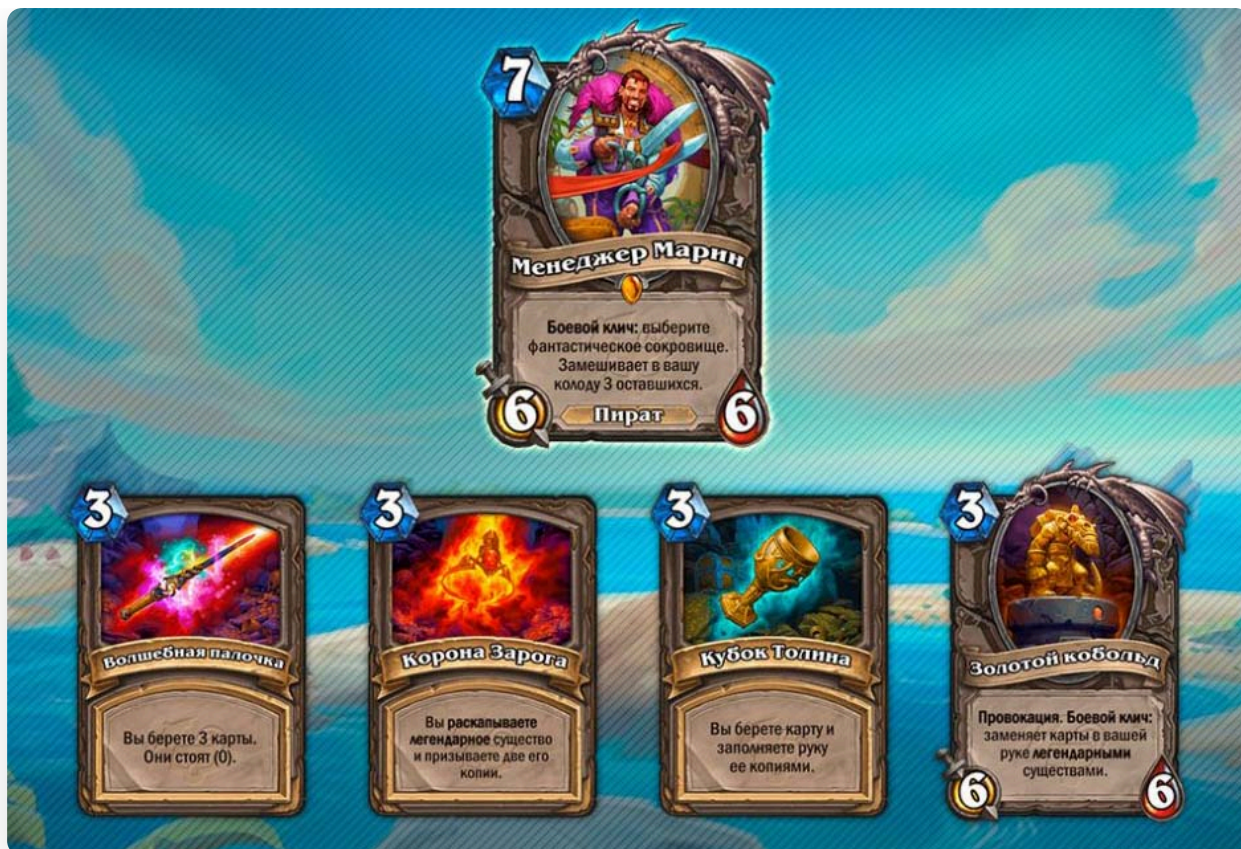 7
Менеджер Марин
Боевой клич: выберите
фантастическое сокровище.
Замешивает в вашу
колоду 3 оставшихся.
6
Пират
6
3
Волшебная палочка
Вы берете 3 карты.
Они стоят (0).
3
Корона Зарога
Вы раскапываете
легендарное существо
и призываете две его
копии.
3
Кубок Толина
Вы берете карту и
заполняете руку
ее копиями.
3
Золотой кобольд
Провокация. Боевой клич:
заменяет карты в вашей
руке легендарными
существами.
6
6